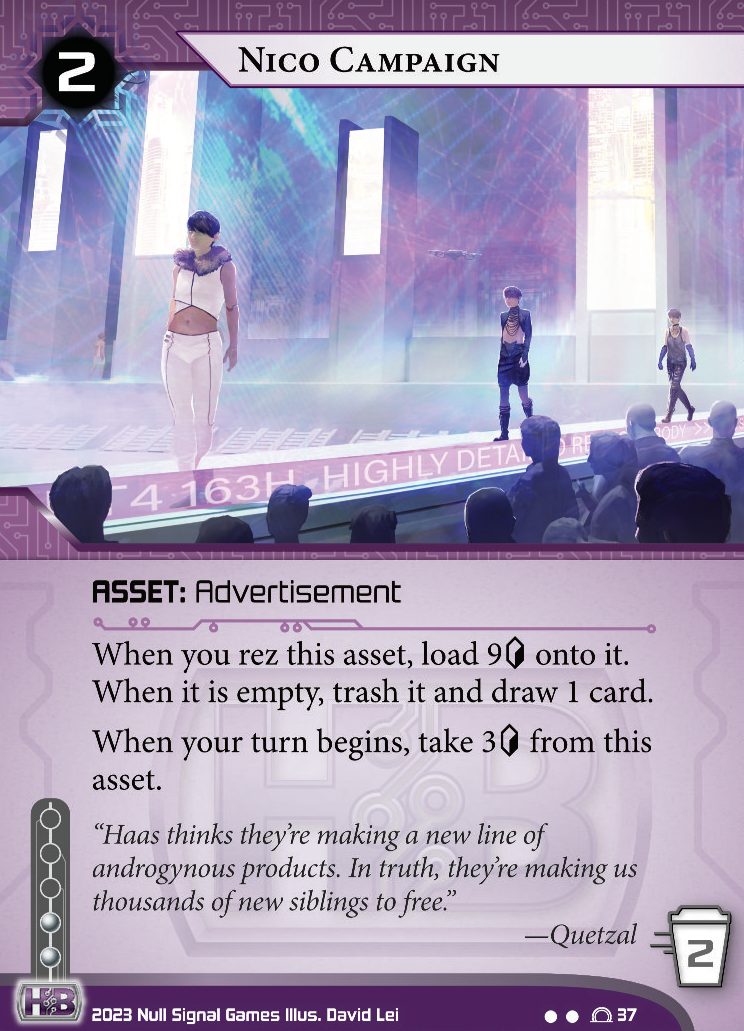 2
Nico Campaign
4 163H HIGHLY
BODY >>
ASSET: Advertisement
When you rez this asset, load 9 onto it.
When it is empty, trash it and draw 1 card.
When your turn begins, take 3 from this
asset.
“Haas thinks they’re making a new line of
androgynous products. In truth, they’re making us
thousands of new siblings to free.”
—Quetzal
2
HB
2023 Null Signal Games Illus. David Lei
37